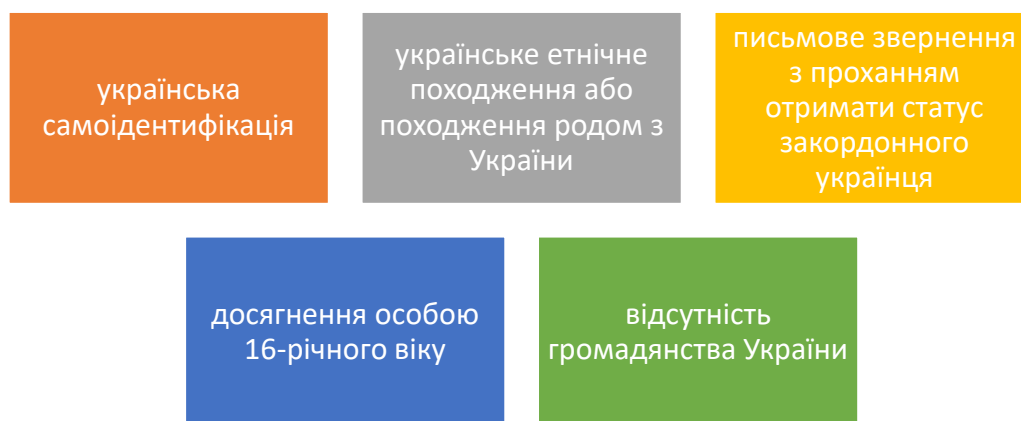 українська
самоідентифікація
українське етнічне
походження або
походження родом з
України
письмове звернення
з проханням
отримати статус
закордонного
українця
досягнення особою
16-річного віку
відсутність
громадянства України